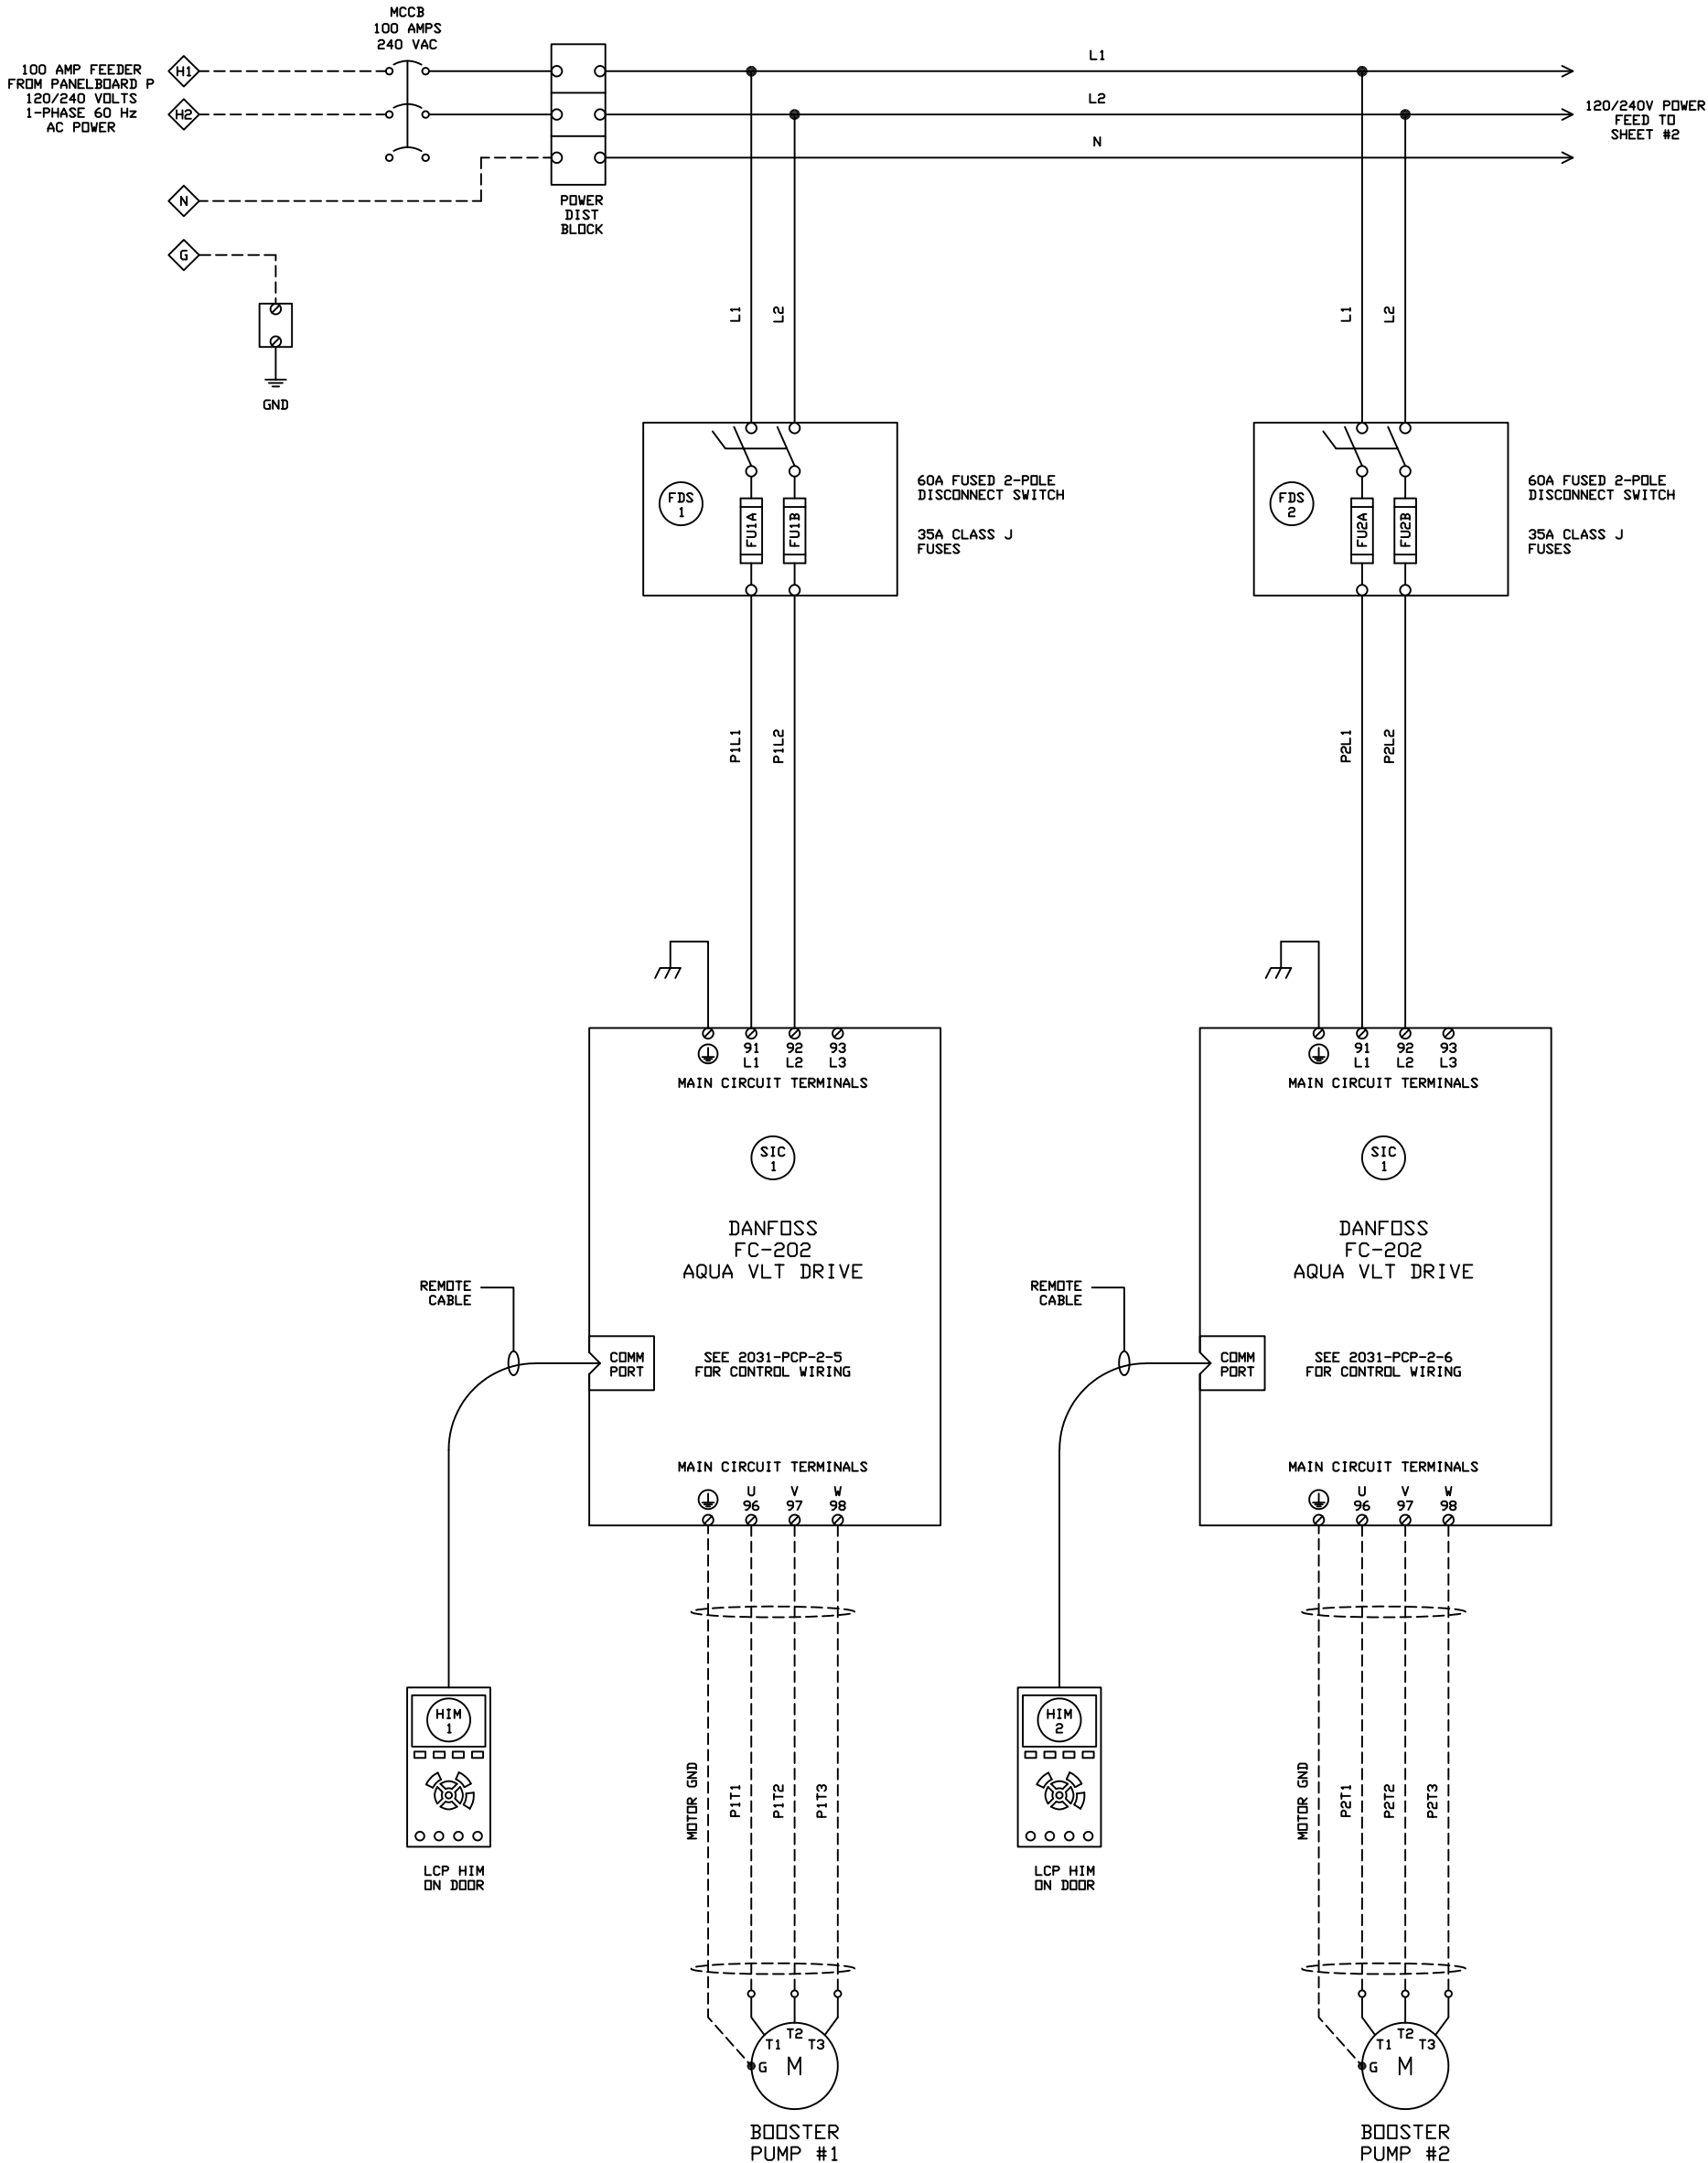 MCCB
100 AMPS
240 VAC
100 AMP FEEDER
FROM PANELBOARD P
120/240 VOLTS
1-PHASE 60 Hz
AC POWER
H1
H2
N
G
GND
POWER
DIST
BLOCK
L1
L2
N
120/240V POWER
FEED TO
SHEET #2
L1
L2
L1
L2
FDS
1
FU1A
FU1B
60A FUSED 2-POLE
DISCONNECT SWITCH
35A CLASS J
FUSES
FDS
2
FU2A
FU2B
60A FUSED 2-POLE
DISCONNECT SWITCH
35A CLASS J
FUSES
P1L1
P1L2
P2L1
P2L2
91 92 93
L1 L2 L3
MAIN CIRCUIT TERMINALS
SIC
1
DANFOSS
FC-202
AQUA VLT DRIVE
REMOTE
CABLE
COMM
PORT
SEE 2031-PCP-2-5
FOR CONTROL WIRING
MAIN CIRCUIT TERMINALS
U V W
96 97 98
91 92 93
L1 L2 L3
MAIN CIRCUIT TERMINALS
SIC
1
DANFOSS
FC-202
AQUA VLT DRIVE
REMOTE
CABLE
COMM
PORT
SEE 2031-PCP-2-6
FOR CONTROL WIRING
MAIN CIRCUIT TERMINALS
U V W
96 97 98
HIM
1
LCP HIM
ON DOOR
MOTOR GND
P1T1
P1T2
P1T3
HIM
2
LCP HIM
ON DOOR
MOTOR GND
P2T1
P2T2
P2T3
T1 T2 T3
G M
BOOSTER
PUMP #1
T1 T2 T3
G M
BOOSTER
PUMP #2